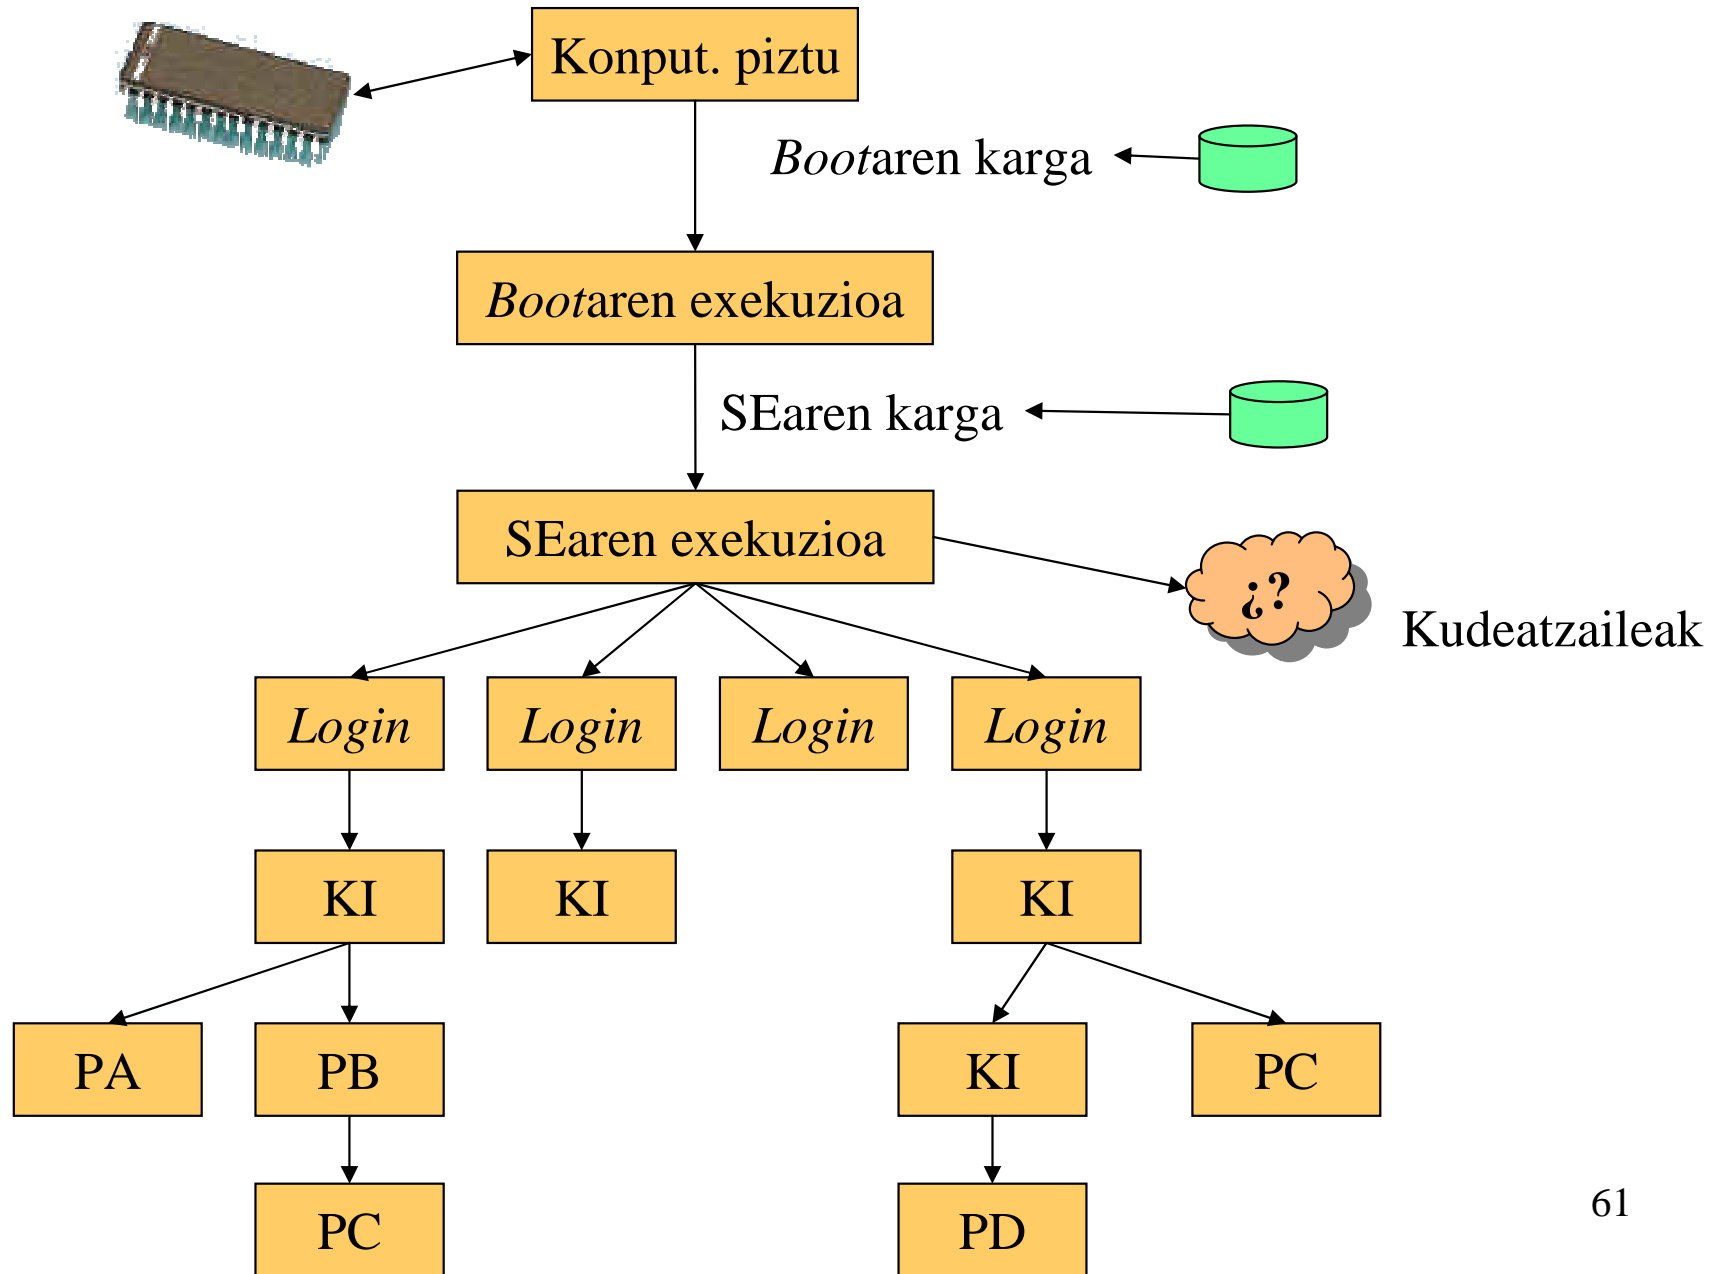 Konput. piztu
Bootaren karga
Bootaren exekuzioa
SEaren karga
SEaren exekuzioa
¿?
Kudeatzaileak
Login Login Login Login
KI KI KI
PA PB KI PC
PC PD
61